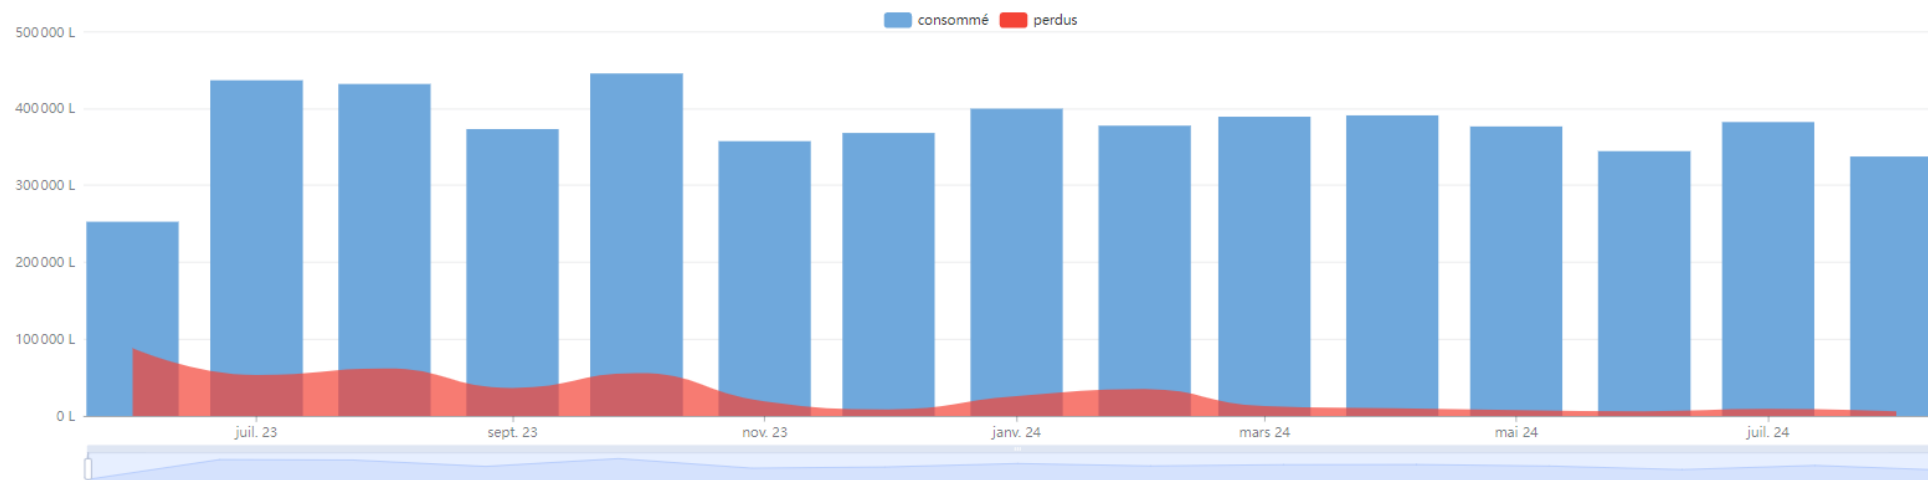 consommé perdus
500 000 L
400 000 L
300 000 L
200 000 L
100 000 L
0 L
juil. 23 sept. 23 nov. 23 janv. 24 mars 24 mai 24 juil. 24